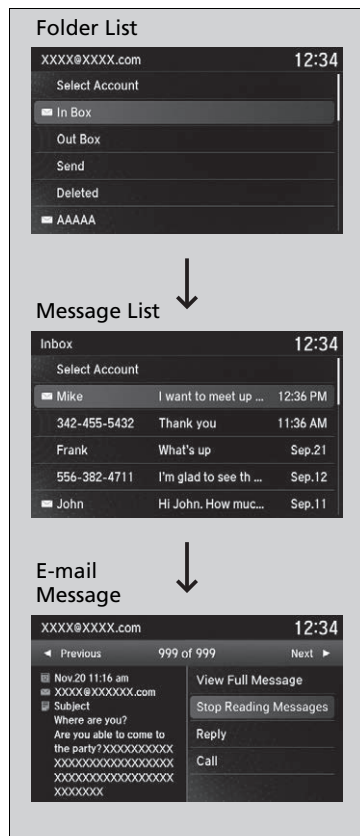 Folder List
XXXX@XXXX.com 12:34
Select Account
In Box
Out Box
Send
Deleted
AAAAA
Message List
Inbox 12:34
Select Account
Mike I want to meet up ... 12:36 PM
342-455-5432 Thank you 11:36 AM
Frank What's up Sep.21
556-382-4711 I'm glad to see th ... Sep.12
John Hi John. How muc... Sep.11
E-mail
Message
XXXX@XXXX.com 12:34
◄ Previous 999 of 999 Next ►
Nov.20 11:16 am
XXXX@XXXXXX.com
Subject
Where are you?
Are you able to come to
the party?XXXXXXXXXX
XXXXXXXXXXXXXXXXX
XXXXXXXXXXXXXXXXX
XXXXXXX
View Full Message
Stop Reading Messages
Reply
Call